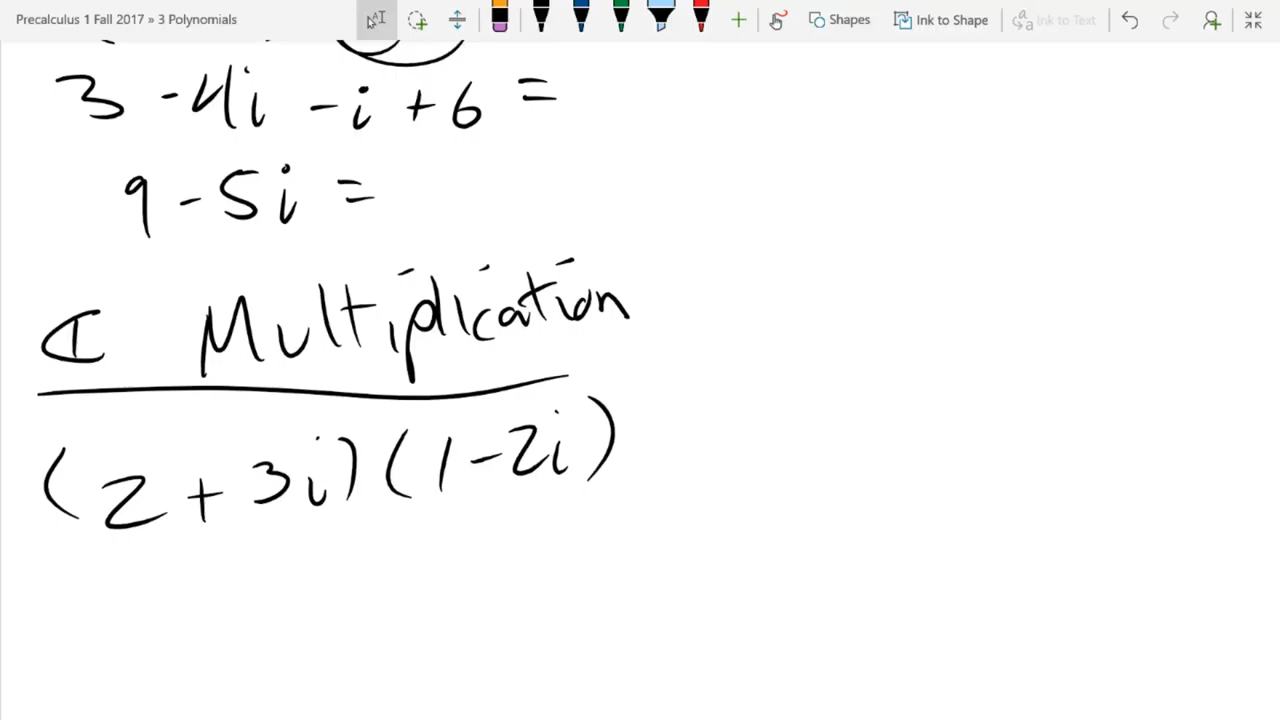 Precalculus 1 Fall 2017 » 3 Polynomials
Shapes
Ink to Shape
Ink to Text
3 - 4i - i + 6 =
9 - 5i =
ℂ Multiplication
(2 + 3i)(1 - 2i)